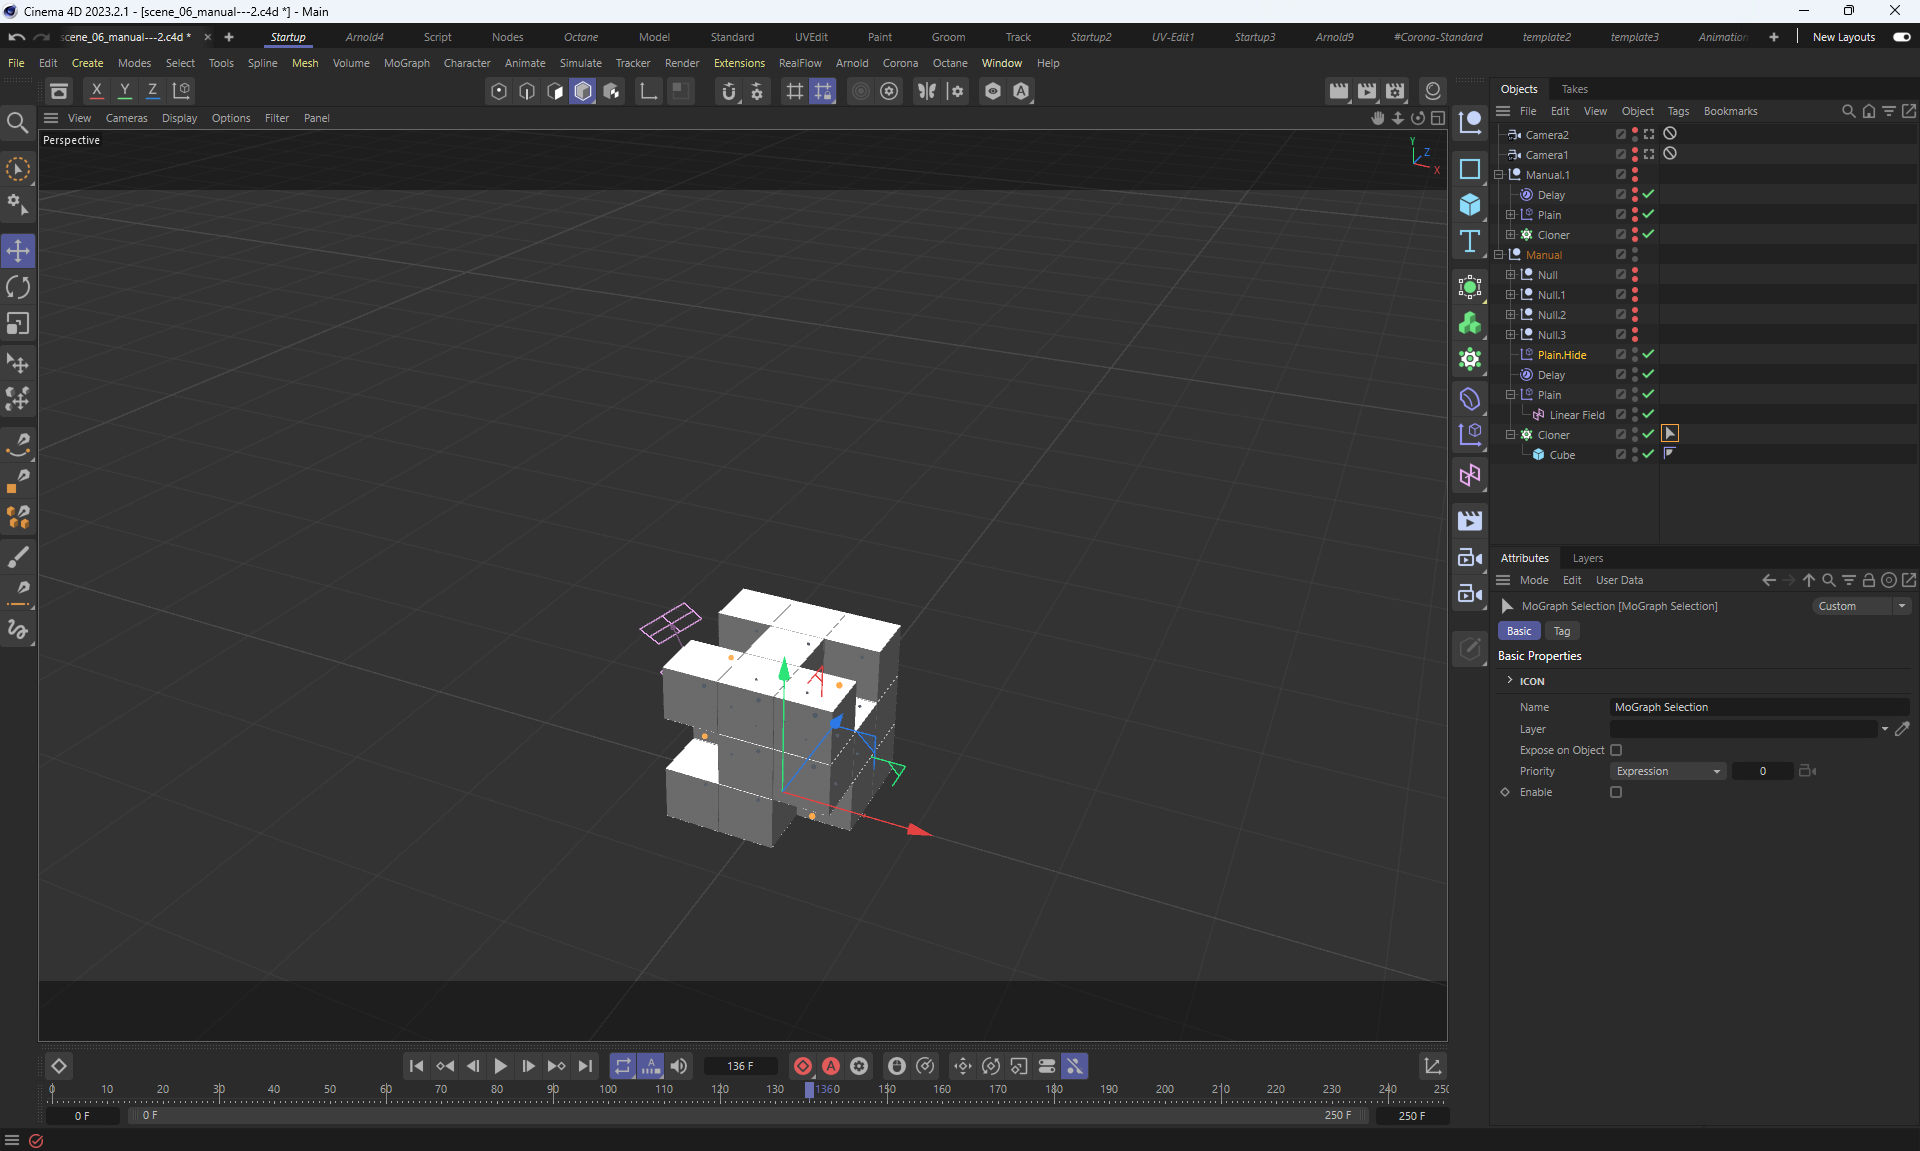 Cinema 4D 2023.2.1 - [scene_06_manual---2.c4d *] - Main
scene_06_manual---2.c4d * Startup Arnold4 Script Nodes Octane Model Standard UVEdit Paint Groom Track Startup2 UV-Edit1 Startup3 Arnold9 #Corona-Standard template2 template3 Animation New Layouts
File Edit Create Modes Select Tools Spline Mesh Volume MoGraph Character Animate Simulate Tracker Render Extensions RealFlow Arnold Corona Octane Window Help
X Y Z
View Cameras Display Options Filter Panel
Perspective
Y
Z
X
Objects Takes
File Edit View Object Tags Bookmarks
Camera2
Camera1
Manual.1
Delay
Plain
Cloner
Manual
Null
Null.1
Null.2
Null.3
Plain.Hide
Delay
Plain
Linear Field
Cloner
Cube
Attributes Layers
Mode Edit User Data
MoGraph Selection [MoGraph Selection] Custom
Basic Tag
Basic Properties
ICON
Name MoGraph Selection
Layer
Expose on Object
Priority Expression 0
Enable
136 F
0 10 20 30 40 50 60 70 80 90 100 110 120 130 1360 150 160 170 180 190 200 210 220 230 240 250
0 F 0 F 250 F 250 F